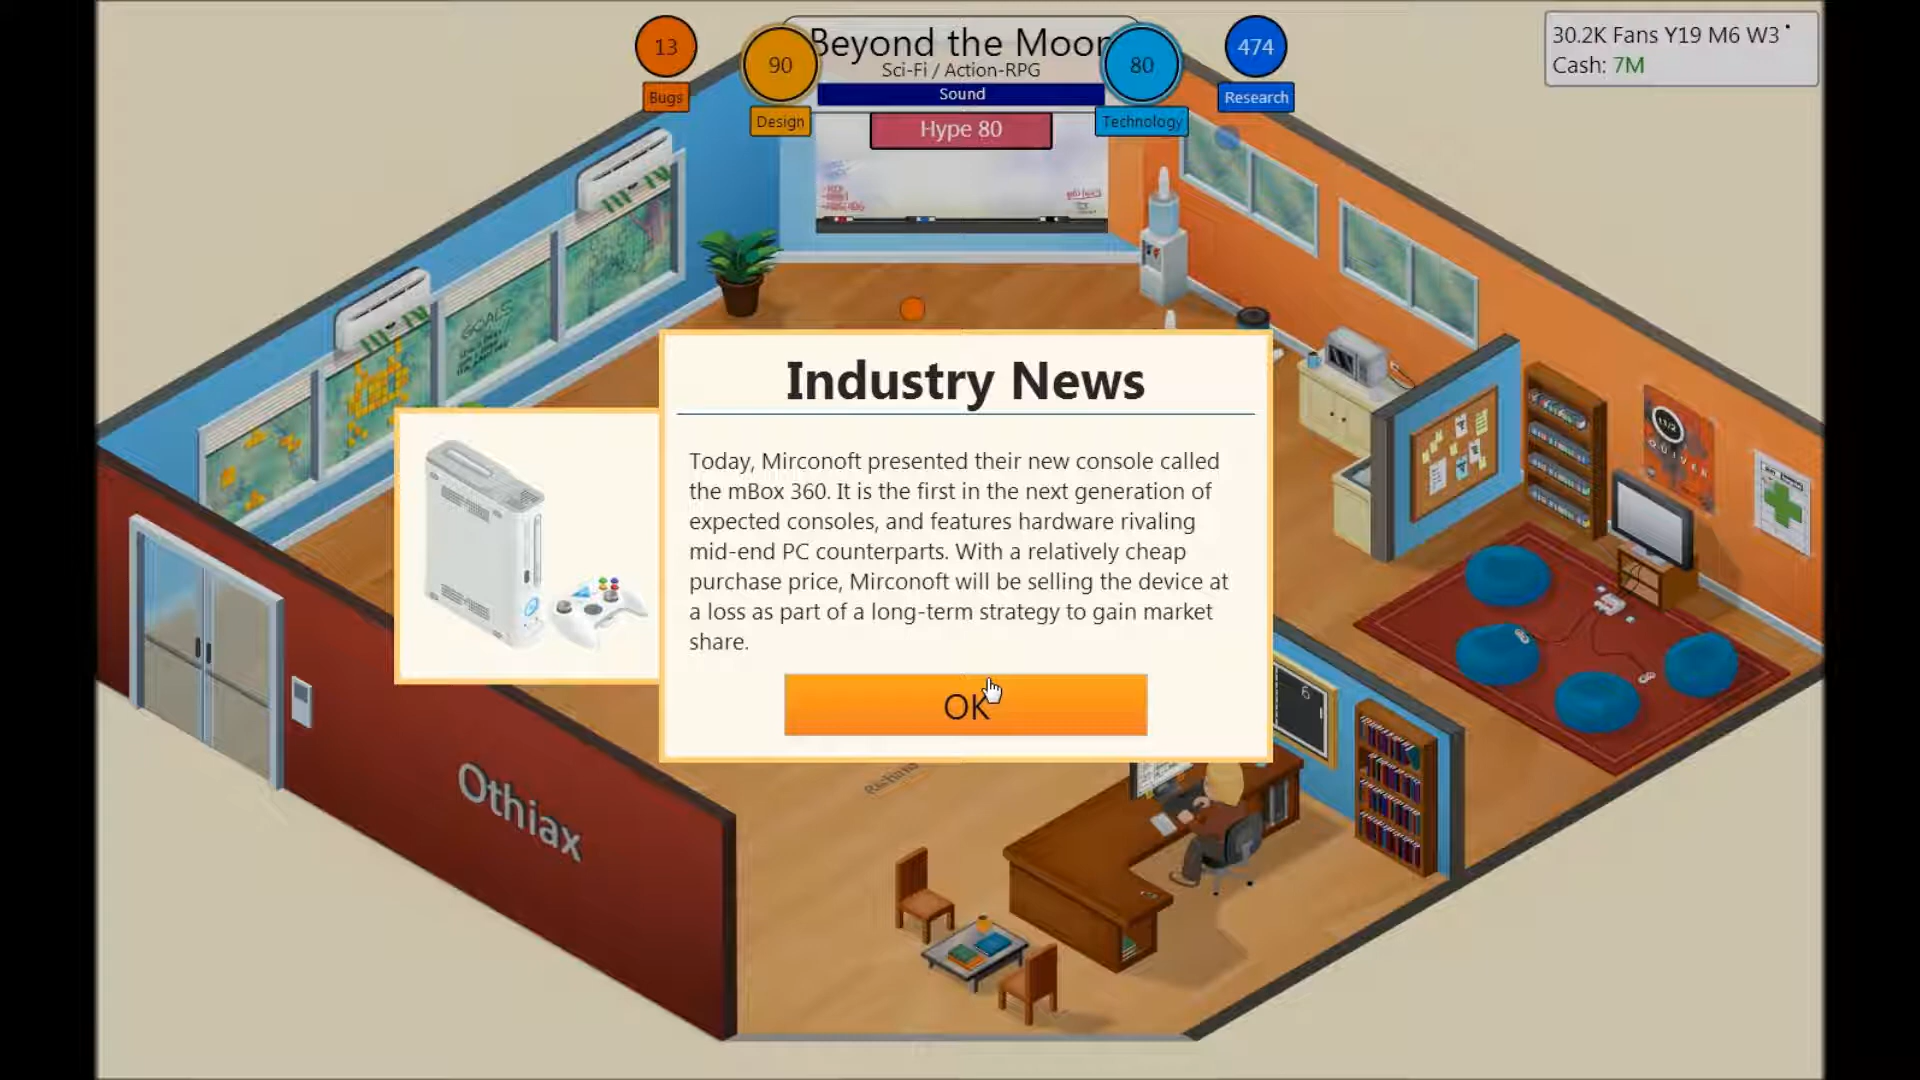 13
Bugs
90
Design
Beyond the Moon
Sci-Fi / Action-RPG
Sound
Hype 80
80
Technology
474
Research
30.2K Fans Y19 M6 W3
Cash: 7M
GOALS
Industry News
Today, Mirconoft presented their new console called
the mBox 360. It is the first in the next generation of
expected consoles, and features hardware rivaling
mid-end PC counterparts. With a relatively cheap
purchase price, Mirconoft will be selling the device at
a loss as part of a long-term strategy to gain market
share.
OK
Othiax
QUIVER
6